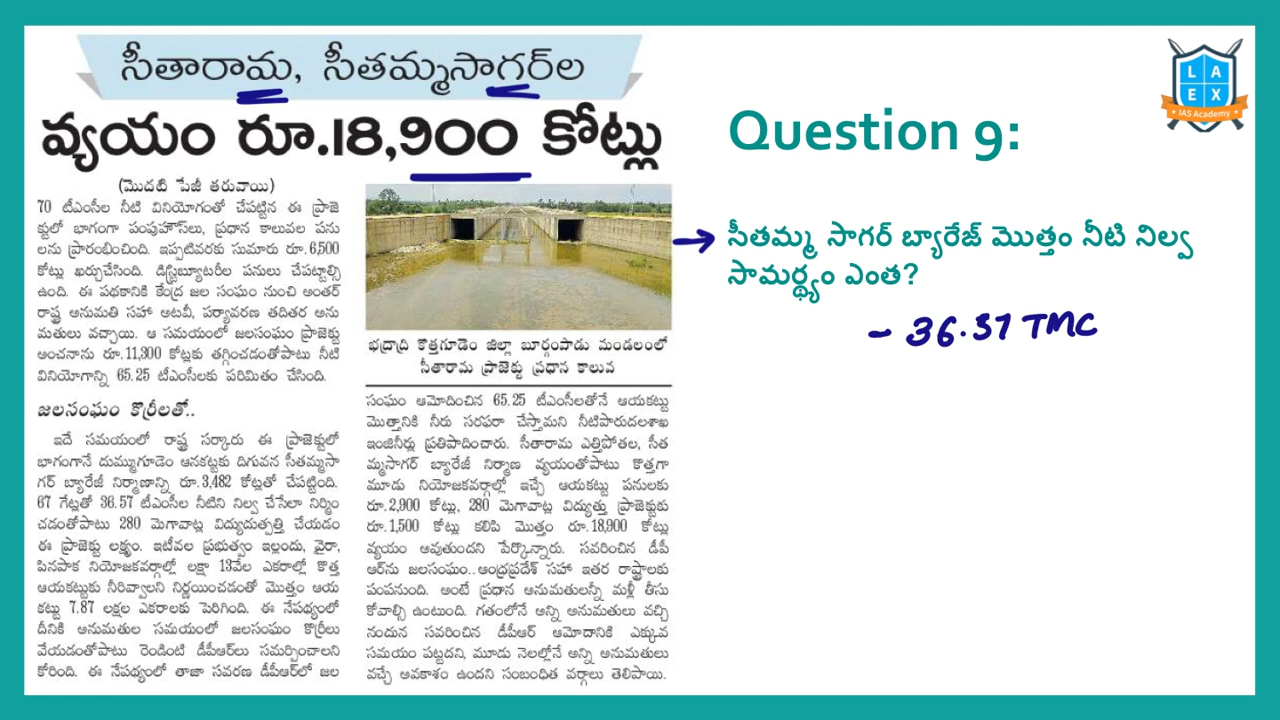 సీతారామ, సీతమ్మసాగర్‌ల
వ్యయం రూ.18,900 కోట్లు
(మొదటి పేజీ తరువాయి)
70 టీఎంసీల నీటి వినియోగంతో చేపట్టిన ఈ ప్రాజె
క్టులో భాగంగా పంపుహౌస్‌లు, ప్రధాన కాలువల పను
లను ప్రారంభించింది. ఇప్పటివరకు సుమారు రూ.6,500
కోట్లు ఖర్చుచేసింది. డిస్ట్రిబ్యూటరీల పనులు చేపట్టాల్సి
ఉంది. ఈ పథకానికి కేంద్ర జల సంఘం నుంచి అంతర్
రాష్ట్ర అనుమతి సహా అటవీ, పర్యావరణ తదితర అను
మతులు వచ్చాయి. ఆ సమయంలో జలసంఘం ప్రాజెక్టు
అంచనాను రూ.11,300 కోట్లకు తగ్గించడంతోపాటు నీటి
వినియోగాన్ని 65.25 టీఎంసీలకు పరిమితం చేసింది.
జలసంఘం కొర్రీలతో..
ఇదే సమయంలో రాష్ట్ర సర్కారు ఈ ప్రాజెక్టులో
భాగంగానే దుమ్ముగూడెం ఆనకట్టకు దిగువన సీతమ్మసా
గర్ బ్యారేజీ నిర్మాణాన్ని రూ.3,482 కోట్లతో చేపట్టింది.
67 గేట్లతో 36.57 టీఎంసీల నీటిని నిల్వ చేసేలా నిర్మిం
చడంతోపాటు 280 మెగావాట్ల విద్యుదుత్పత్తి చేయడం
ఈ ప్రాజెక్టు లక్ష్యం. ఇటీవల ప్రభుత్వం ఇల్లందు, వైరా,
పినపాక నియోజకవర్గాల్లో లక్షా 13వేల ఎకరాల్లో కొత్త
ఆయకట్టుకు నీరివ్వాలని నిర్ణయించడంతో మొత్తం ఆయ
కట్టు 7.87 లక్షల ఎకరాలకు పెరిగింది. ఈ నేపథ్యంలో
దీనికి అనుమతుల సమయంలో జలసంఘం కొర్రీలు
వేయడంతోపాటు రెండింటి డీపీఆర్‌లు సమర్పించాలని
కోరింది. ఈ నేపథ్యంలో తాజా సవరణ డీపీఆర్‌లో జల
భద్రాద్రి కొత్తగూడెం జిల్లా బూర్గంపాడు మండలంలో
సీతారామ ప్రాజెక్టు ప్రధాన కాలువ
సంఘం ఆమోదించిన 65.25 టీఎంసీలతోనే ఆయకట్టు
మొత్తానికి నీరు సరఫరా చేస్తామని నీటిపారుదలశాఖ
ఇంజినీర్లు ప్రతిపాదించారు. సీతారామ ఎత్తిపోతల, సీత
మ్మసాగర్ బ్యారేజీ నిర్మాణ వ్యయంతోపాటు కొత్తగా
మూడు నియోజకవర్గాల్లో ఇచ్చే ఆయకట్టు పనులకు
రూ.2,900 కోట్లు, 280 మెగావాట్ల విద్యుత్తు ప్రాజెక్టుకు
రూ.1,500 కోట్లు కలిపి మొత్తం రూ.18,900 కోట్లు
వ్యయం అవుతుందని పేర్కొన్నారు. సవరించిన డీపీ
ఆర్‌ను జలసంఘం.. ఆంధ్రప్రదేశ్ సహా ఇతర రాష్ట్రాలకు
పంపనుంది. అంటే ప్రధాన అనుమతులన్నీ మళ్లీ తీసు
కోవాల్సి ఉంటుంది. గతంలోనే అన్ని అనుమతులు వచ్చి
నందున సవరించిన డీపీఆర్ ఆమోదానికి ఎక్కువ
సమయం పట్టదని, మూడు నెలల్లోనే అన్ని అనుమతులు
వచ్చే అవకాశం ఉందని సంబంధిత వర్గాలు తెలిపాయి.
L A
E X
IAS Academy
Question 9:
సీతమ్మ సాగర్ బ్యారేజ్ మొత్తం నీటి నిల్వ
సామర్థ్యం ఎంత?
- 36.57 TMC